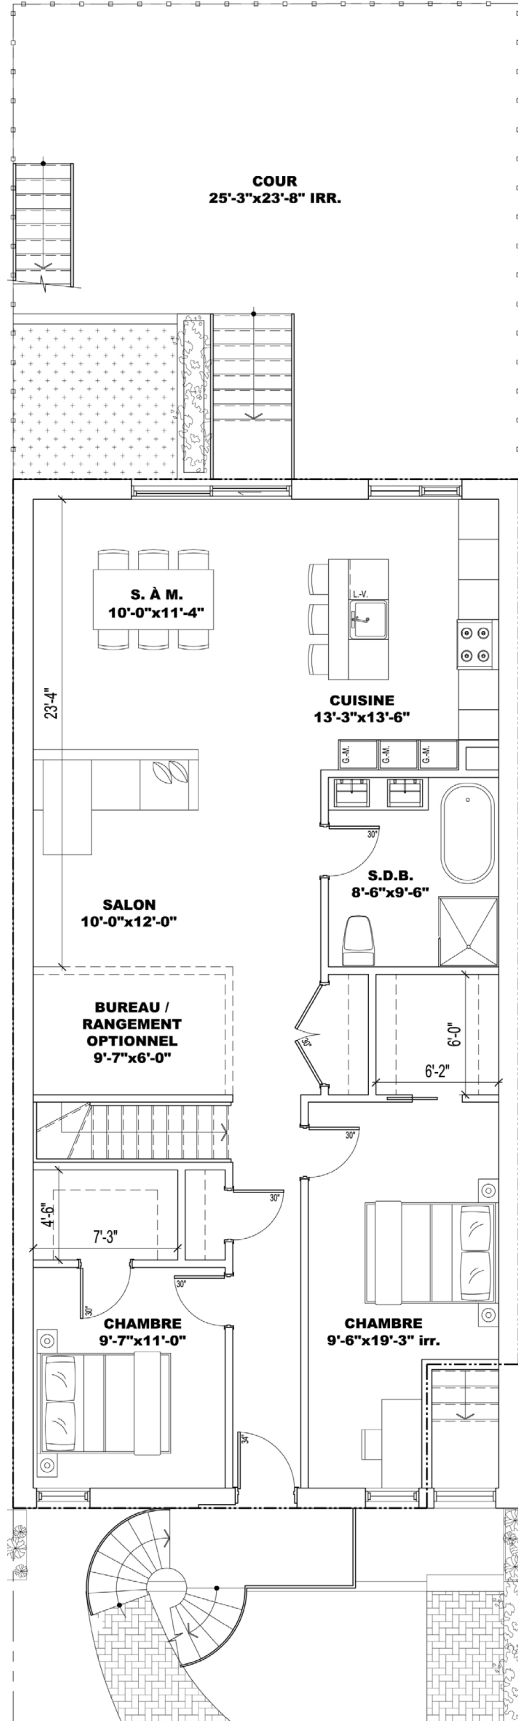 COUR
25'-3"x23'-8" IRR.
S. À M.
10'-0"x11'-4"
L.-V.
23'-4"
CUISINE
13'-3"x13'-6"
G.-M.
G.-M.
G.-M.
30"
S.D.B.
8'-6"x9'-6"
SALON
10'-0"x12'-0"
BUREAU /
RANGEMENT
OPTIONNEL
9'-7"x6'-0"
30"
6'-0"
6'-2"
30"
4'-6"
7'-3"
30"
30"
30"
CHAMBRE
9'-7"x11'-0"
CHAMBRE
9'-6"x19'-3" irr.
34"